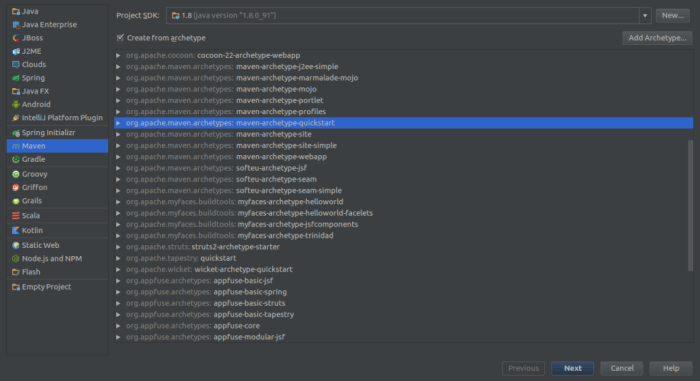 Java
Java Enterprise
JBoss
J2ME
Clouds
Spring
Java FX
Android
IntelliJ Platform Plugin
Spring Initializr
Maven
Gradle
Groovy
Griffon
Grails
Scala
Kotlin
Static Web
Node.js and NPM
Flash
Empty Project
Project SDK: 1.8 (java version "1.8.0_91") New...
Create from archetype Add Archetype...
org.apache.cocoon: cocoon-22-archetype-webapp
org.apache.maven.archetypes: maven-archetype-j2ee-simple
org.apache.maven.archetypes: maven-archetype-marmalade-mojo
org.apache.maven.archetypes: maven-archetype-mojo
org.apache.maven.archetypes: maven-archetype-portlet
org.apache.maven.archetypes: maven-archetype-profiles
org.apache.maven.archetypes: maven-archetype-quickstart
org.apache.maven.archetypes: maven-archetype-site
org.apache.maven.archetypes: maven-archetype-site-simple
org.apache.maven.archetypes: maven-archetype-webapp
org.apache.maven.archetypes: softeu-archetype-jsf
org.apache.maven.archetypes: softeu-archetype-seam
org.apache.maven.archetypes: softeu-archetype-seam-simple
org.apache.myfaces.buildtools: myfaces-archetype-helloworld
org.apache.myfaces.buildtools: myfaces-archetype-helloworld-facelets
org.apache.myfaces.buildtools: myfaces-archetype-jsfcomponents
org.apache.myfaces.buildtools: myfaces-archetype-trinidad
org.apache.struts: struts2-archetype-starter
org.apache.tapestry: quickstart
org.apache.wicket: wicket-archetype-quickstart
org.appfuse.archetypes: appfuse-basic-jsf
org.appfuse.archetypes: appfuse-basic-spring
org.appfuse.archetypes: appfuse-basic-struts
org.appfuse.archetypes: appfuse-basic-tapestry
org.appfuse.archetypes: appfuse-core
org.appfuse.archetypes: appfuse-modular-jsf
Previous Next Cancel Help